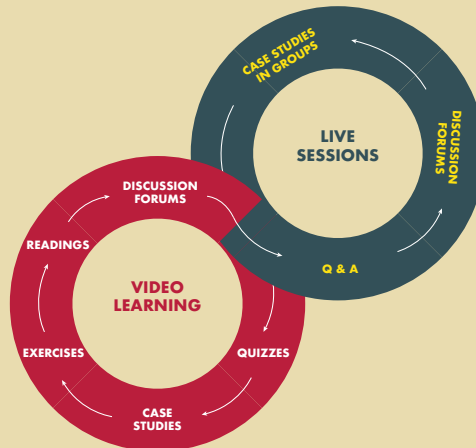 CASE STUDIES
IN GROUPS
LIVE
SESSIONS
DISCUSSION
FORUMS
Q & A
DISCUSSION
FORUMS
READINGS
VIDEO
LEARNING
EXERCISES
QUIZZES
CASE
STUDIES